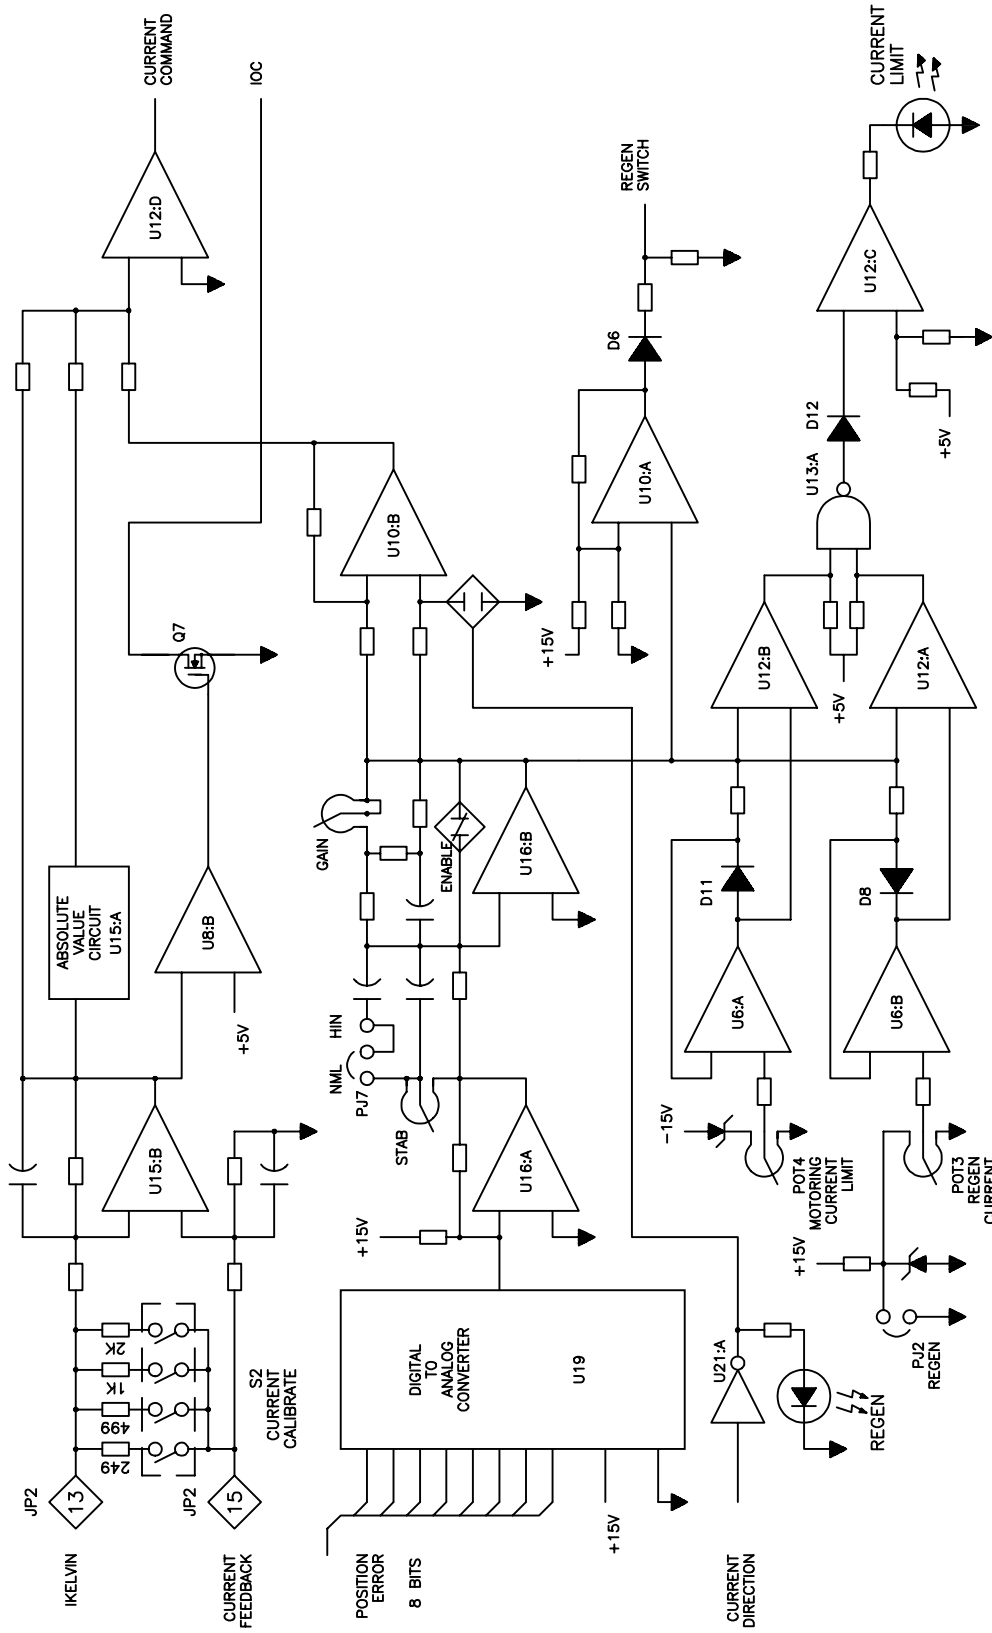 JP2
13
IKELVIN
249
499
1K
2K
S2
CURRENT
CALIBRATE
JP2
15
CURRENT
FEEDBACK
U15:B
ABSOLUTE
VALUE
CIRCUIT
U15:A
U8:B
+5V
Q7
U12:D
CURRENT
COMMAND
IOC
POSITION
ERROR
8 BITS
DIGITAL
TO
ANALOG
CONVERTER
U19
+15V
+15V
U16:A
STAB
PJ7
NML
HIN
GAIN
ENABLE
U16:B
U10:B
+15V
U10:A
D6
REGEN
SWITCH
CURRENT
DIRECTION
U21:A
REGEN
-15V
POT4
MOTORING
CURRENT
LIMIT
U6:A
D11
U12:B
+5V
U13:A
D12
+5V
U12:C
CURRENT
LIMIT
PJ2
REGEN
+15V
POT3
REGEN
CURRENT
U6:B
D8
U12:A